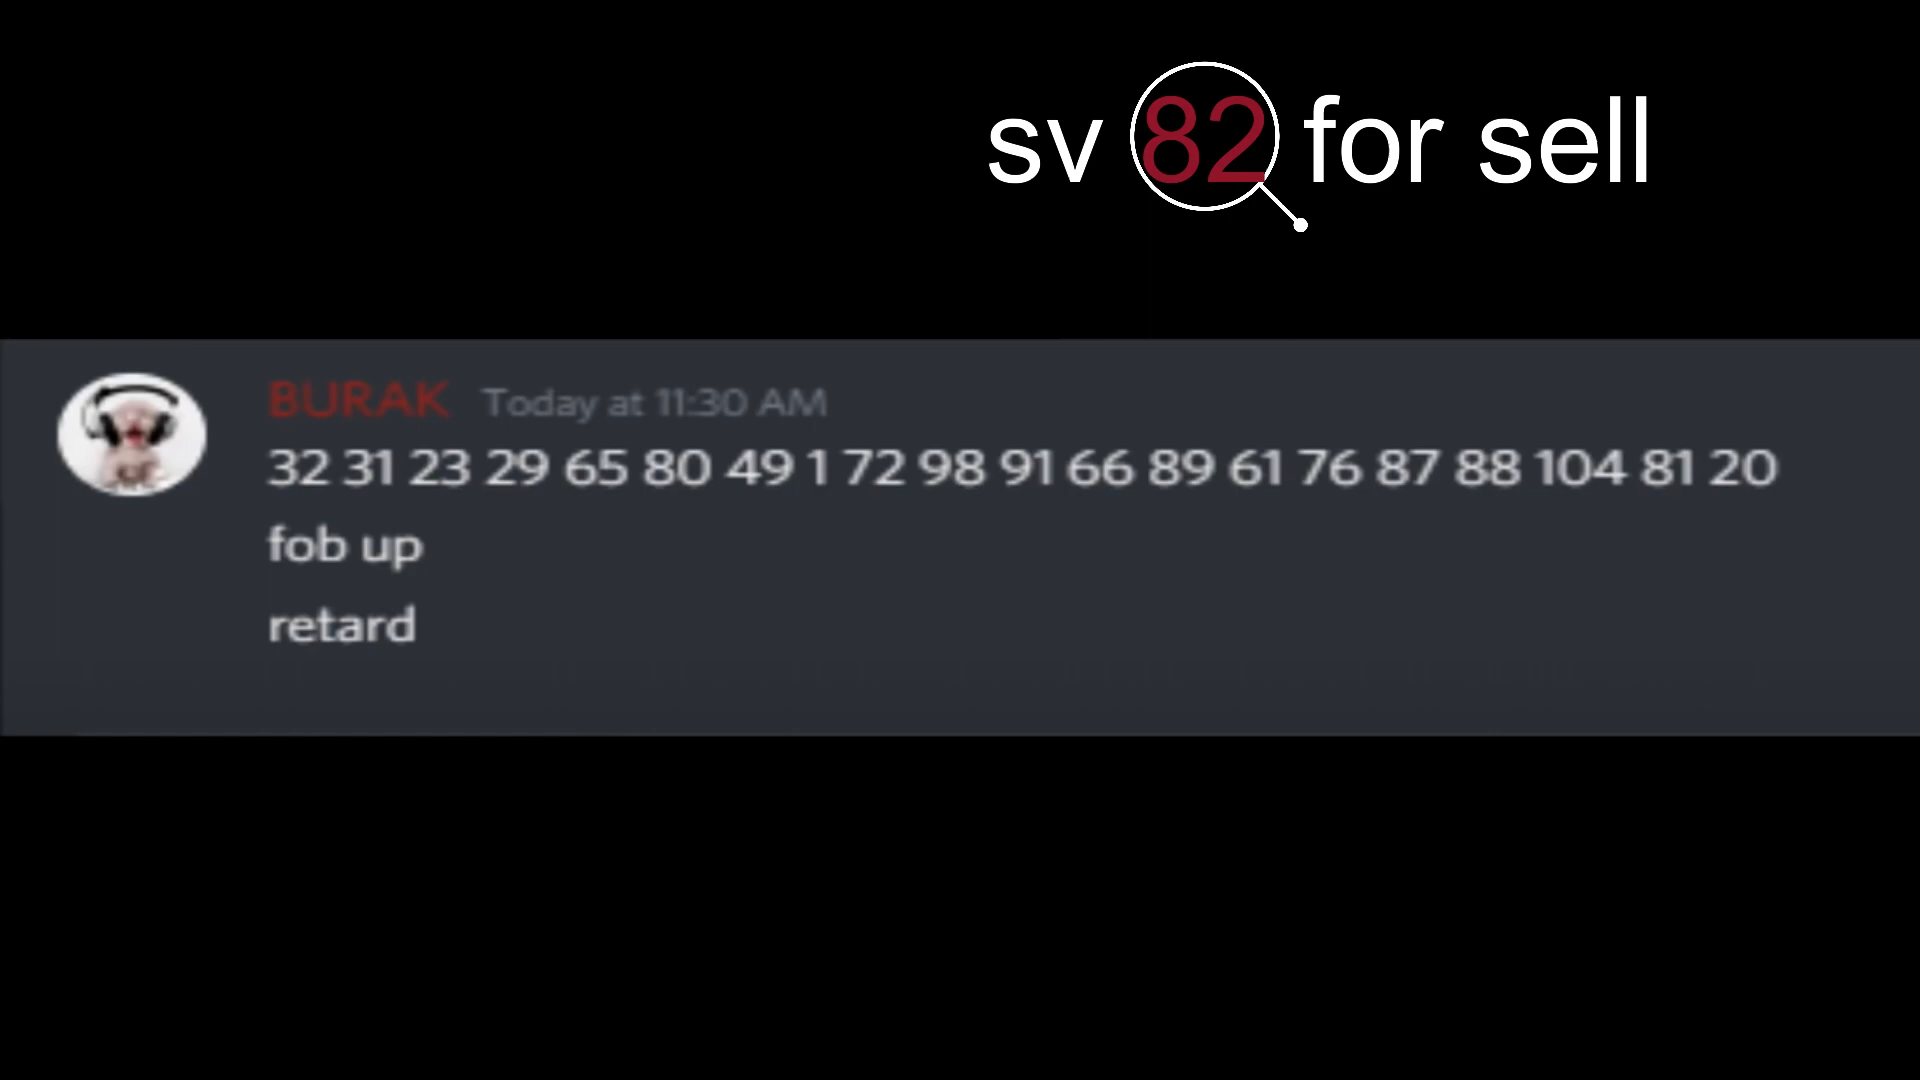 sv 82 for sell
BURAK Today at 11:30 AM
32 31 23 29 65 80 49 1 72 98 91 66 89 61 76 87 88 104 81 20
fob up
retard